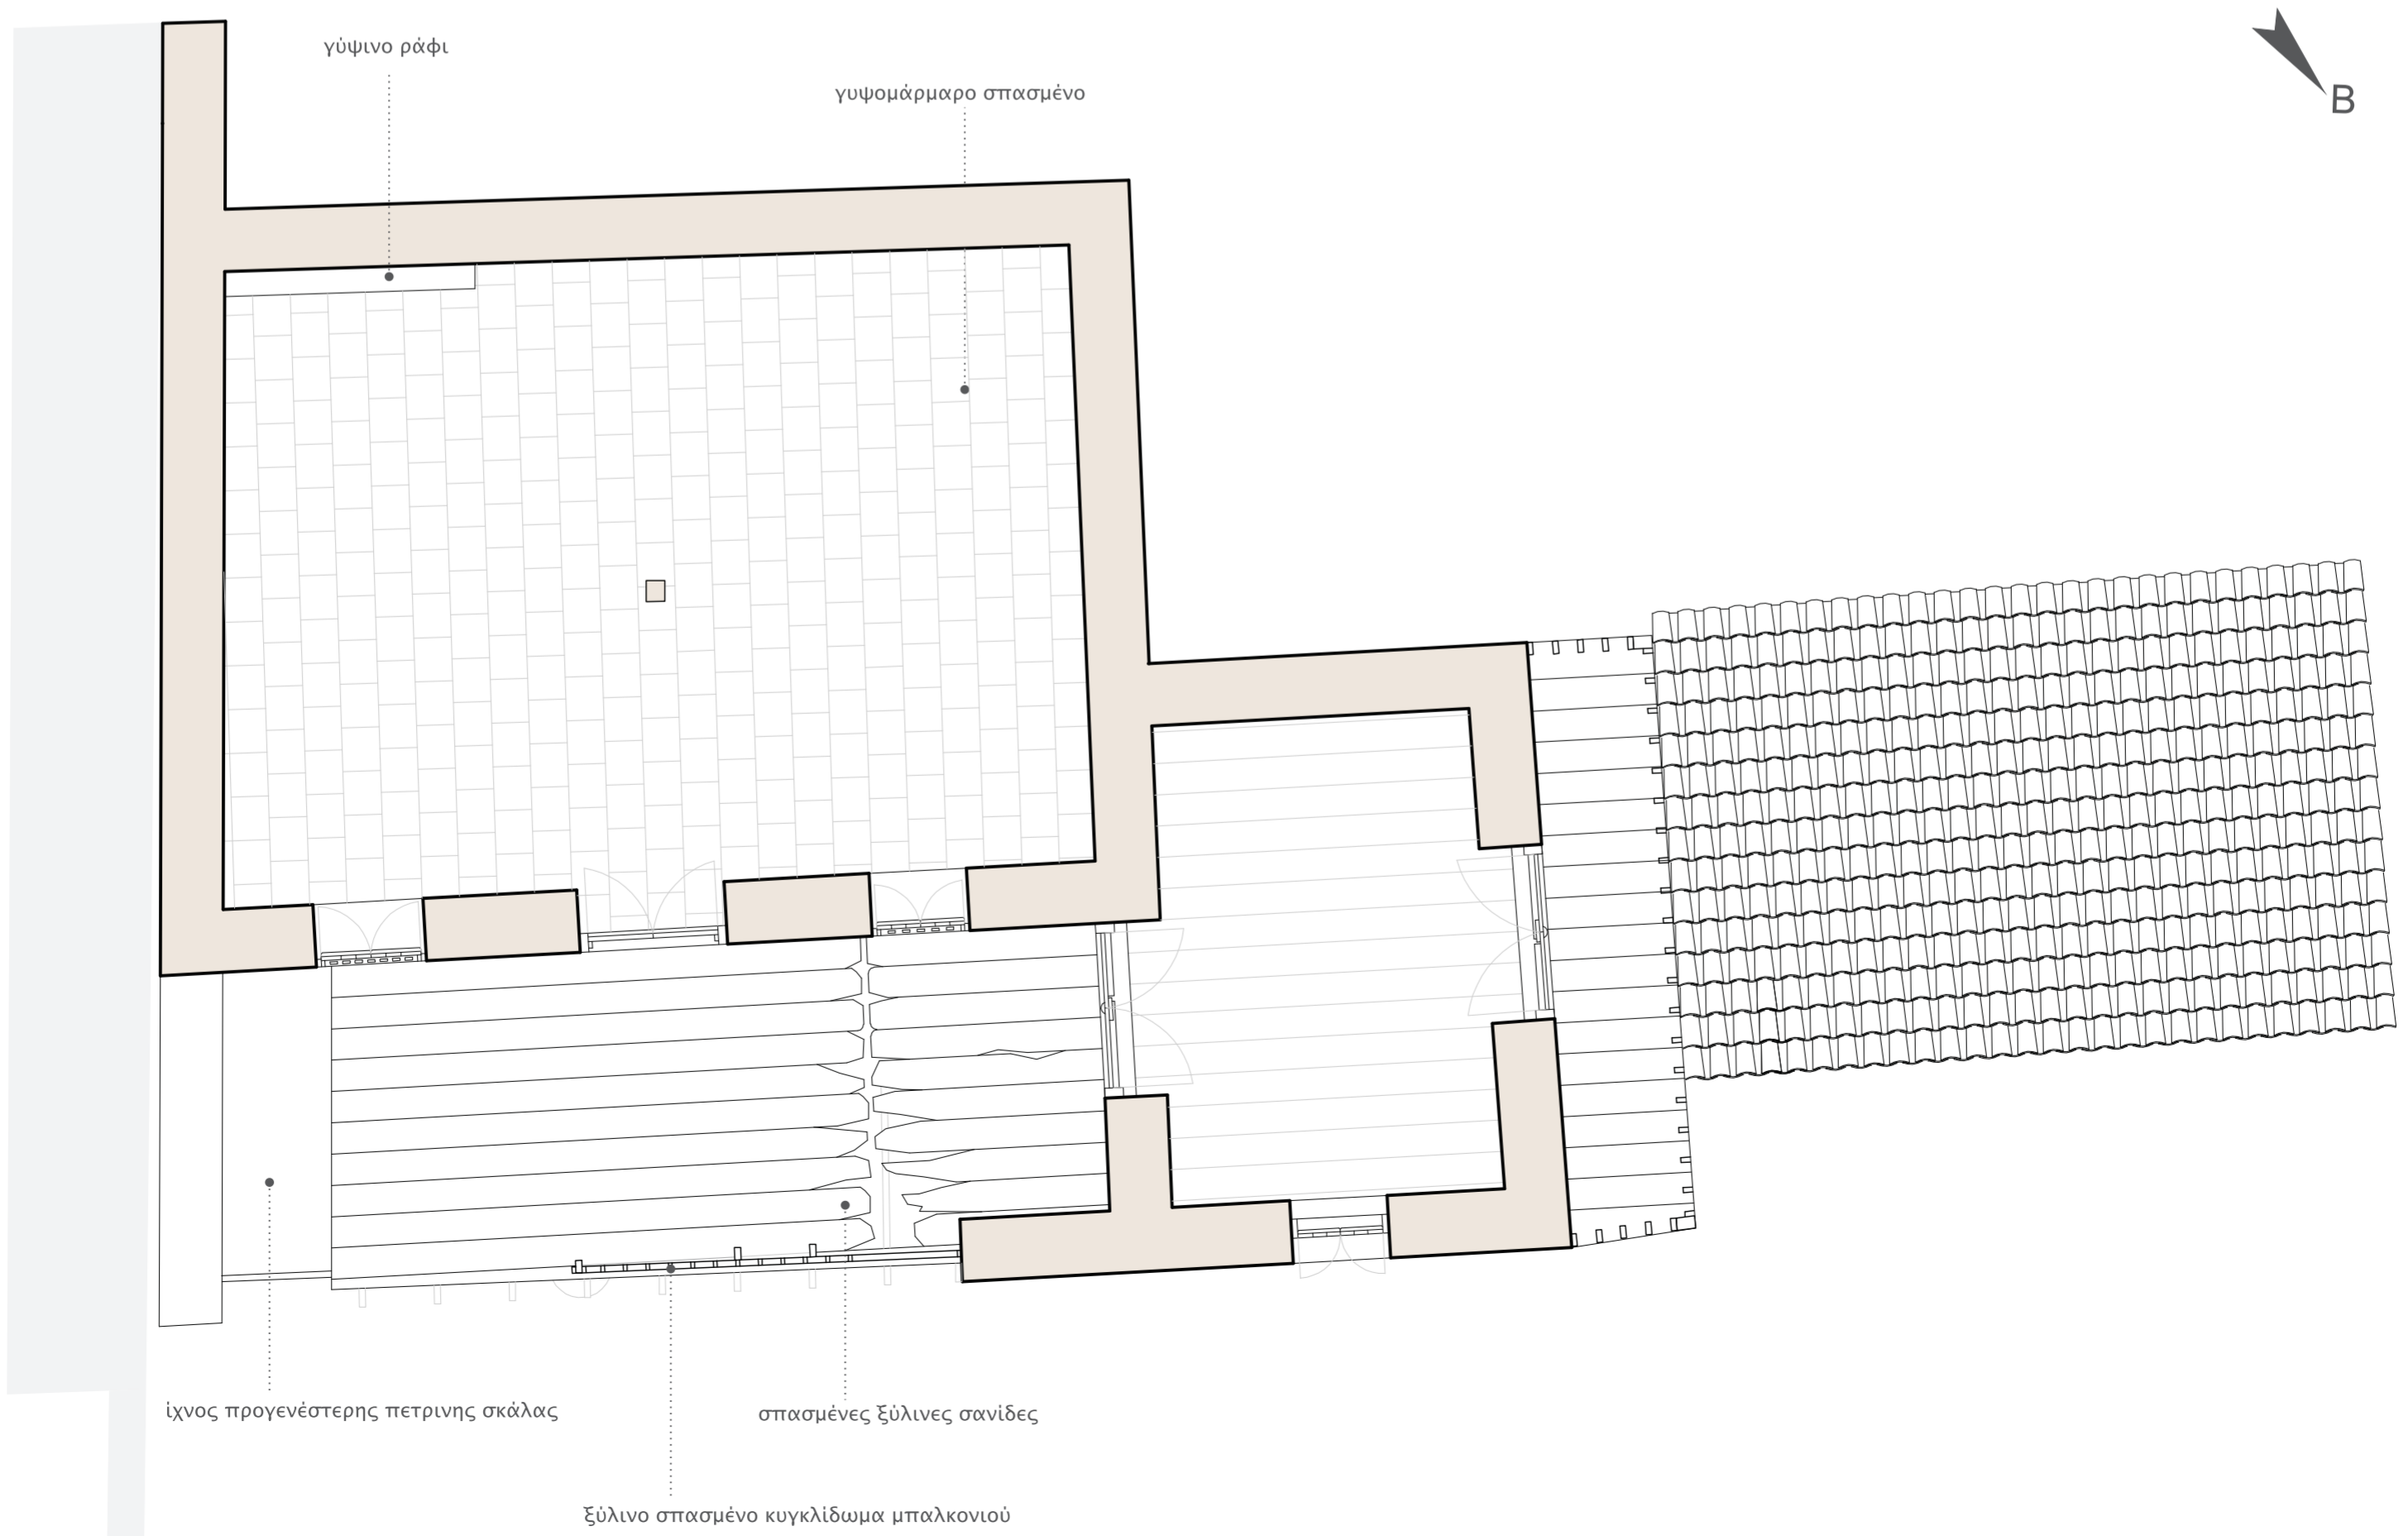 γύψινο ράφι
γυψομάρμαρο σπασμένο
Β
ίχνος προγενέστερης πετρινης σκάλας
σπασμένες ξύλινες σανίδες
ξύλινο σπασμένο κυγκλίδωμα μπαλκονιού